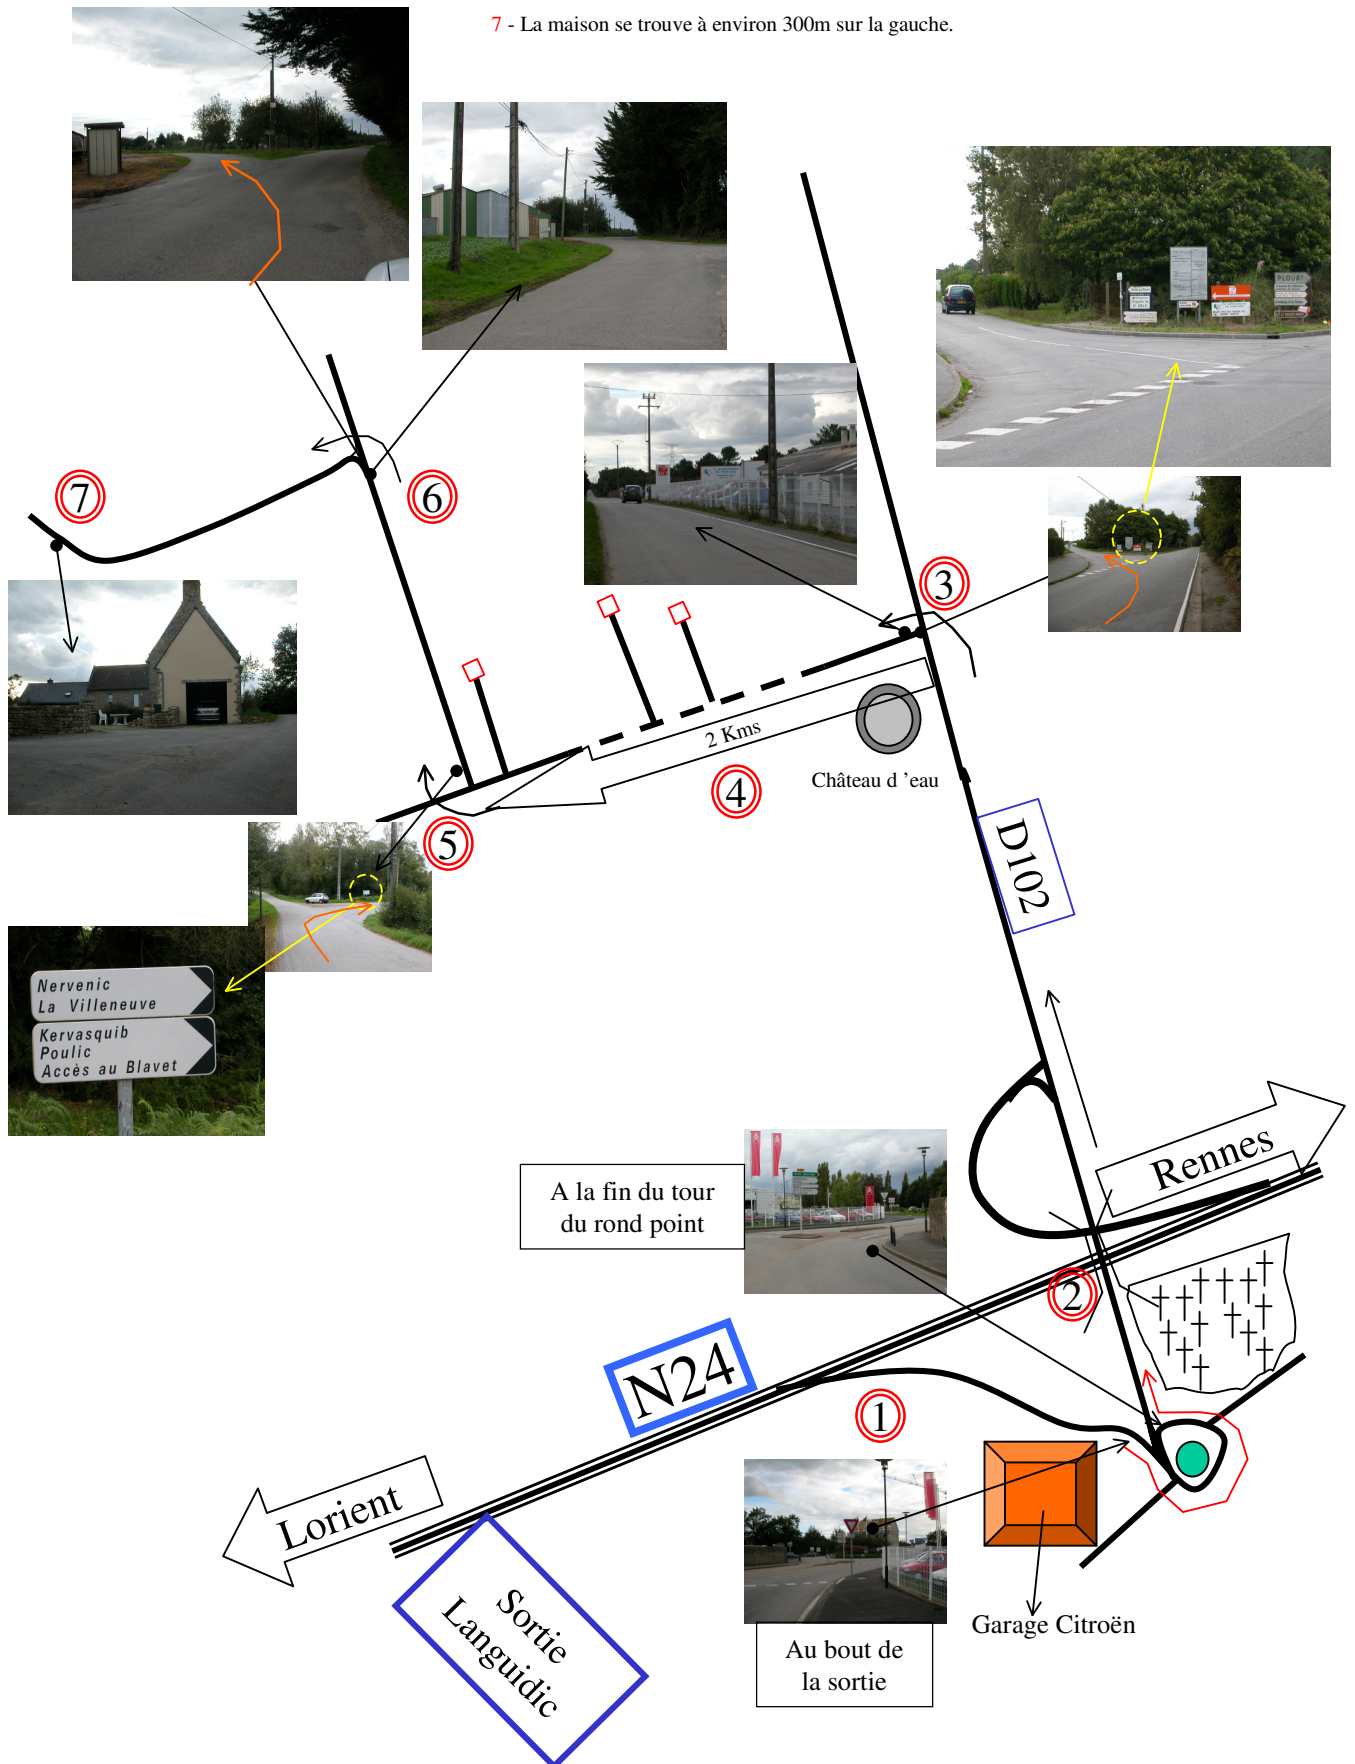 7 - La maison se trouve à environ 300m sur la gauche.
PLOUAY
7
6
3
2 Kms
4
Château d 'eau
5
D102
Nervenic
La Villeneuve
Kervasquib
Poulic
Accès au Blavet
Rennes
A la fin du tour
du rond point
2
N24
1
Lorient
Sortie
Languidic
Garage Citroën
Au bout de
la sortie